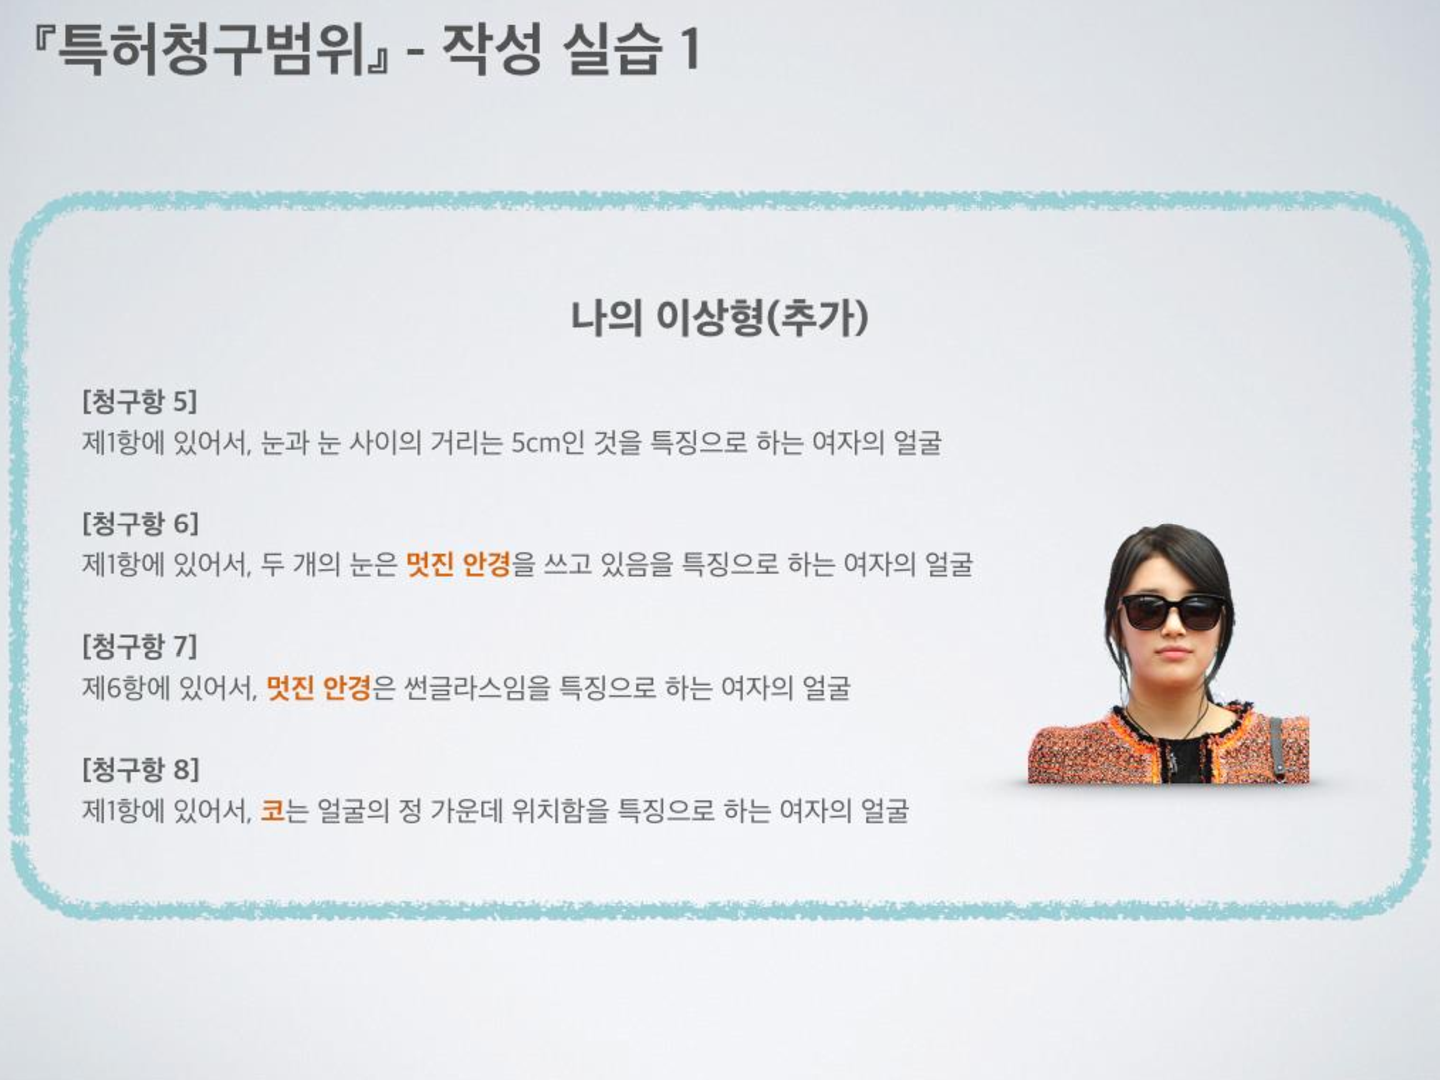 『특허청구범위』 - 작성 실습 1
나의 이상형(추가)
[청구항 5]
제1항에 있어서, 눈과 눈 사이의 거리는 5cm인 것을 특징으로 하는 여자의 얼굴
[청구항 6]
제1항에 있어서, 두 개의 눈은 멋진 안경을 쓰고 있음을 특징으로 하는 여자의 얼굴
[청구항 7]
제6항에 있어서, 멋진 안경은 썬글라스임을 특징으로 하는 여자의 얼굴
[청구항 8]
제1항에 있어서, 코는 얼굴의 정 가운데 위치함을 특징으로 하는 여자의 얼굴